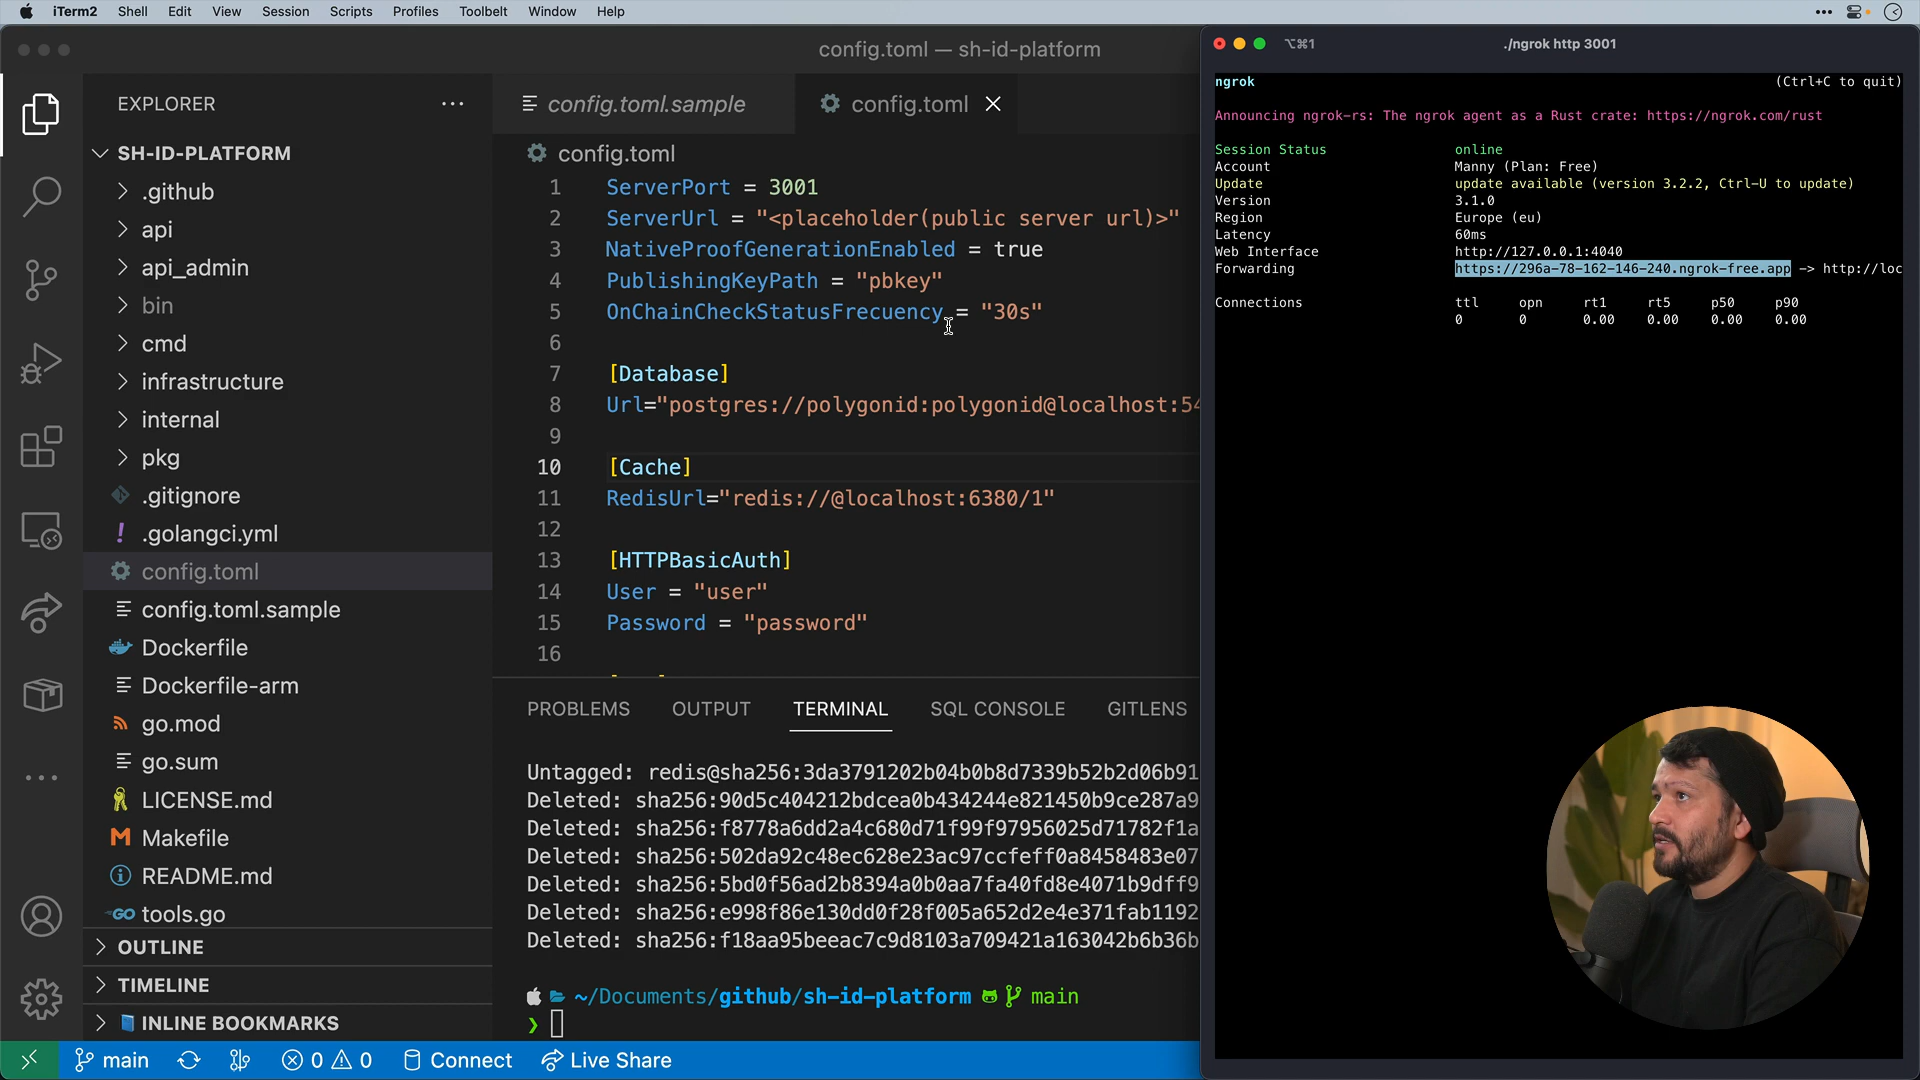 iTerm2 Shell Edit View Session Scripts Profiles Toolbelt Window Help
config.toml — sh-id-platform
EXPLORER
SH-ID-PLATFORM
.github
api
api_admin
bin
cmd
infrastructure
internal
pkg
.gitignore
.golangci.yml
config.toml
config.toml.sample
Dockerfile
Dockerfile-arm
go.mod
go.sum
LICENSE.md
Makefile
README.md
tools.go
OUTLINE
TIMELINE
INLINE BOOKMARKS
config.toml.sample config.toml
config.toml
1 ServerPort = 3001
2 ServerUrl = "<placeholder(public server url)>"
3 NativeProofGenerationEnabled = true
4 PublishingKeyPath = "pbkey"
5 OnChainCheckStatusFrecuency = "30s"
6
7 [Database]
8 Url="postgres://polygonid:polygonid@localhost:54
9
10 [Cache]
11 RedisUrl="redis://@localhost:6380/1"
12
13 [HTTPBasicAuth]
14 User = "user"
15 Password = "password"
16
PROBLEMS OUTPUT TERMINAL SQL CONSOLE GITLENS
Untagged: redis@sha256:3da3791202b04b0b8d7339b52b2d06b91
Deleted: sha256:90d5c404212bdcea0b434244e821450b9ce287a9
Deleted: sha256:f8778a6dd2a4c680d71f99f97956025d71782f1a
Deleted: sha256:502da92c48ec628e23ac97ccfeff0a8458483e07
Deleted: sha256:5bd0f56ad2b8394a0b0aa7fa40fd8e4071b9dff9
Deleted: sha256:e998f86e130dd0f28f005a652d2e4e371fab1192
Deleted: sha256:f18aa95beeac7c9d8103a709421a163042b6b36b
~/Documents/github/sh-id-platform main
❯
main 0 0 Connect Live Share
⌥⌘1 ./ngrok http 3001
ngrok (Ctrl+C to quit)
Announcing ngrok-rs: The ngrok agent as a Rust crate: https://ngrok.com/rust
Session Status online
Account Manny (Plan: Free)
Update update available (version 3.2.2, Ctrl-U to update)
Version 3.1.0
Region Europe (eu)
Latency 60ms
Web Interface http://127.0.0.1:4040
Forwarding https://296a-78-162-146-240.ngrok-free.app -> http://loc
Connections ttl opn rt1 rt5 p50 p90
0 0 0.00 0.00 0.00 0.00